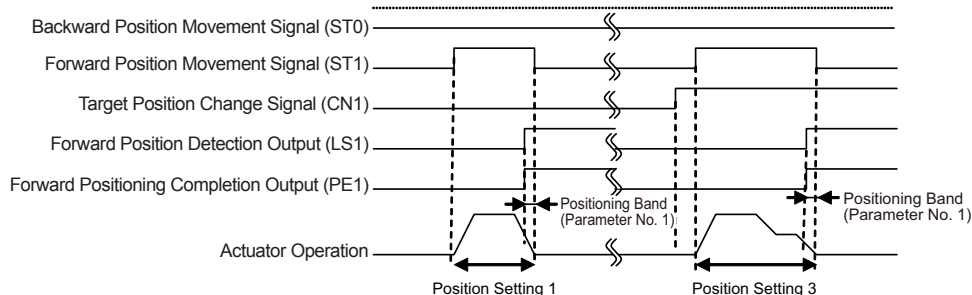 Backward Position Movement Signal (ST0)
Forward Position Movement Signal (ST1)
Target Position Change Signal (CN1)
Forward Position Detection Output (LS1)
Forward Positioning Completion Output (PE1)
Positioning Band
(Parameter No. 1)
Positioning Band
(Parameter No. 1)
Actuator Operation
Position Setting 1
Position Setting 3